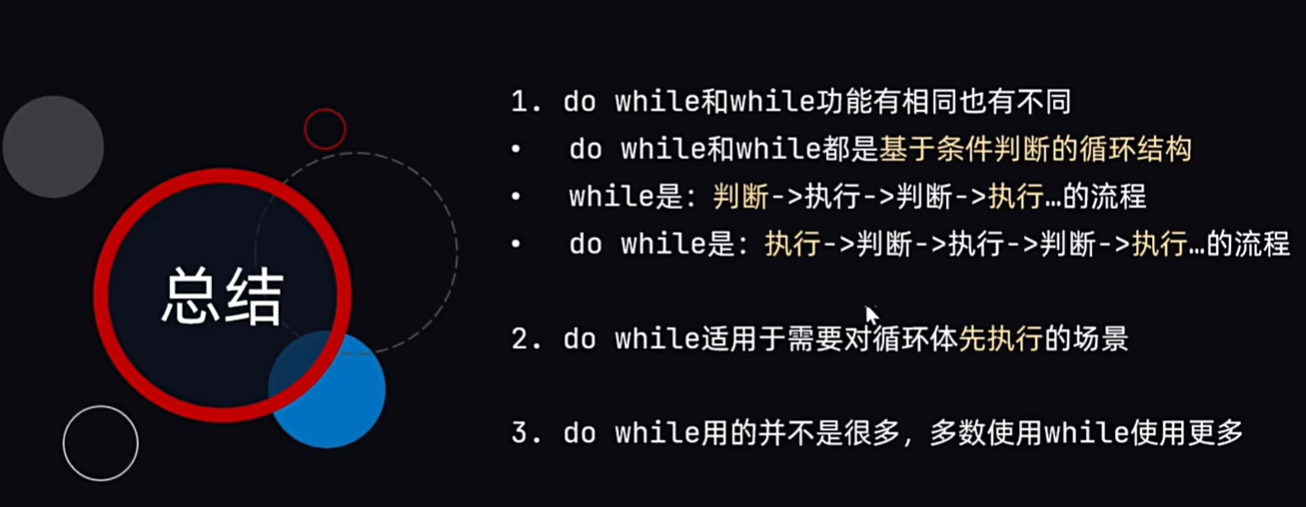 总结
1. do while和while功能有相同也有不同
• do while和while都是基于条件判断的循环结构
• while是：判断->执行->判断->执行…的流程
• do while是：执行->判断->执行->判断->执行…的流程
2. do while适用于需要对循环体先执行的场景
3. do while用的并不是很多，多数使用while使用更多